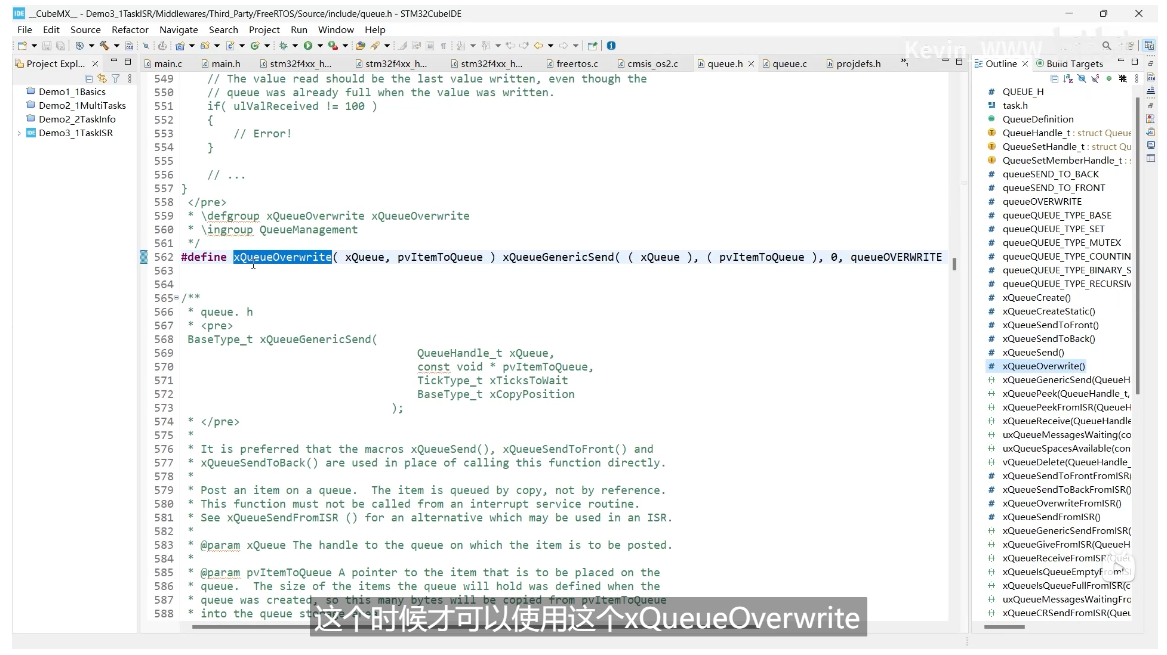 __CubeMX__ - Demo3_1TaskISR/Middlewares/Third_Party/FreeRTOS/Source/include/queue.h - STM32CubeIDE
File Edit Source Refactor Navigate Search Project Run Window Help
Kevin_WWW
Project Expl...
Demo1_1Basics
Demo2_1MultiTasks
Demo2_2TaskInfo
Demo3_1TaskISR
main.c main.h stm32f4xx_h... stm32f4xx_h... stm32f4xx_h... freertos.c cmsis_os2.c queue.h queue.c projdefs.h
549 // The value read should be the last value written, even though the
550 // queue was already full when the value was written.
551 if( ulValReceived != 100 )
552 {
553 // Error!
554 }
555
556 // ...
557 }
558 </pre>
559 * \defgroup xQueueOverwrite xQueueOverwrite
560 * \ingroup QueueManagement
561 */
562 #define xQueueOverwrite( xQueue, pvItemToQueue ) xQueueGenericSend( ( xQueue ), ( pvItemToQueue ), 0, queueOVERWRITE
563
564
565 /**
566 * queue. h
567 * <pre>
568 BaseType_t xQueueGenericSend(
569 QueueHandle_t xQueue,
570 const void * pvItemToQueue,
571 TickType_t xTicksToWait
572 BaseType_t xCopyPosition
573 );
574 * </pre>
575 *
576 * It is preferred that the macros xQueueSend(), xQueueSendToFront() and
577 * xQueueSendToBack() are used in place of calling this function directly.
578 *
579 * Post an item on a queue. The item is queued by copy, not by reference.
580 * This function must not be called from an interrupt service routine.
581 * See xQueueSendFromISR () for an alternative which may be used in an ISR.
582 *
583 * @param xQueue The handle to the queue on which the item is to be posted.
584 *
585 * @param pvItemToQueue A pointer to the item that is to be placed on the
586 * queue. The size of the items the queue will hold was defined when the
587 * queue was created, so this many bytes will be copied from pvItemToQueue
588 * into the queue storage
这个时候才可以使用这个xQueueOverwrite
Outline Build Targets
QUEUE_H
task.h
QueueDefinition
QueueHandle_t : struct Queue
QueueSetHandle_t : struct Qu
QueueSetMemberHandle_t :
queueSEND_TO_BACK
queueSEND_TO_FRONT
queueOVERWRITE
queueQUEUE_TYPE_BASE
queueQUEUE_TYPE_SET
queueQUEUE_TYPE_MUTEX
queueQUEUE_TYPE_COUNTIN
queueQUEUE_TYPE_BINARY_S
queueQUEUE_TYPE_RECURSIV
xQueueCreate()
xQueueCreateStatic()
xQueueSendToFront()
xQueueSendToBack()
xQueueSend()
xQueueOverwrite()
xQueueGenericSend(QueueH
xQueuePeek(QueueHandle_t,
xQueuePeekFromISR(QueueH
xQueueReceive(QueueHandle
uxQueueMessagesWaiting(co
uxQueueSpacesAvailable(con
vQueueDelete(QueueHandle_
xQueueSendToFrontFromISR(
xQueueSendToBackFromISR()
xQueueOverwriteFromISR()
xQueueSendFromISR()
xQueueGenericSendFromISR(
xQueueGiveFromISR(QueueH
xQueueReceiveFromISR(Que
xQueueIsQueueEmptyFromIS
xQueueIsQueueFullFromISR(c
uxQueueMessagesWaitingFro
xQueueCRSendFromISR(Que